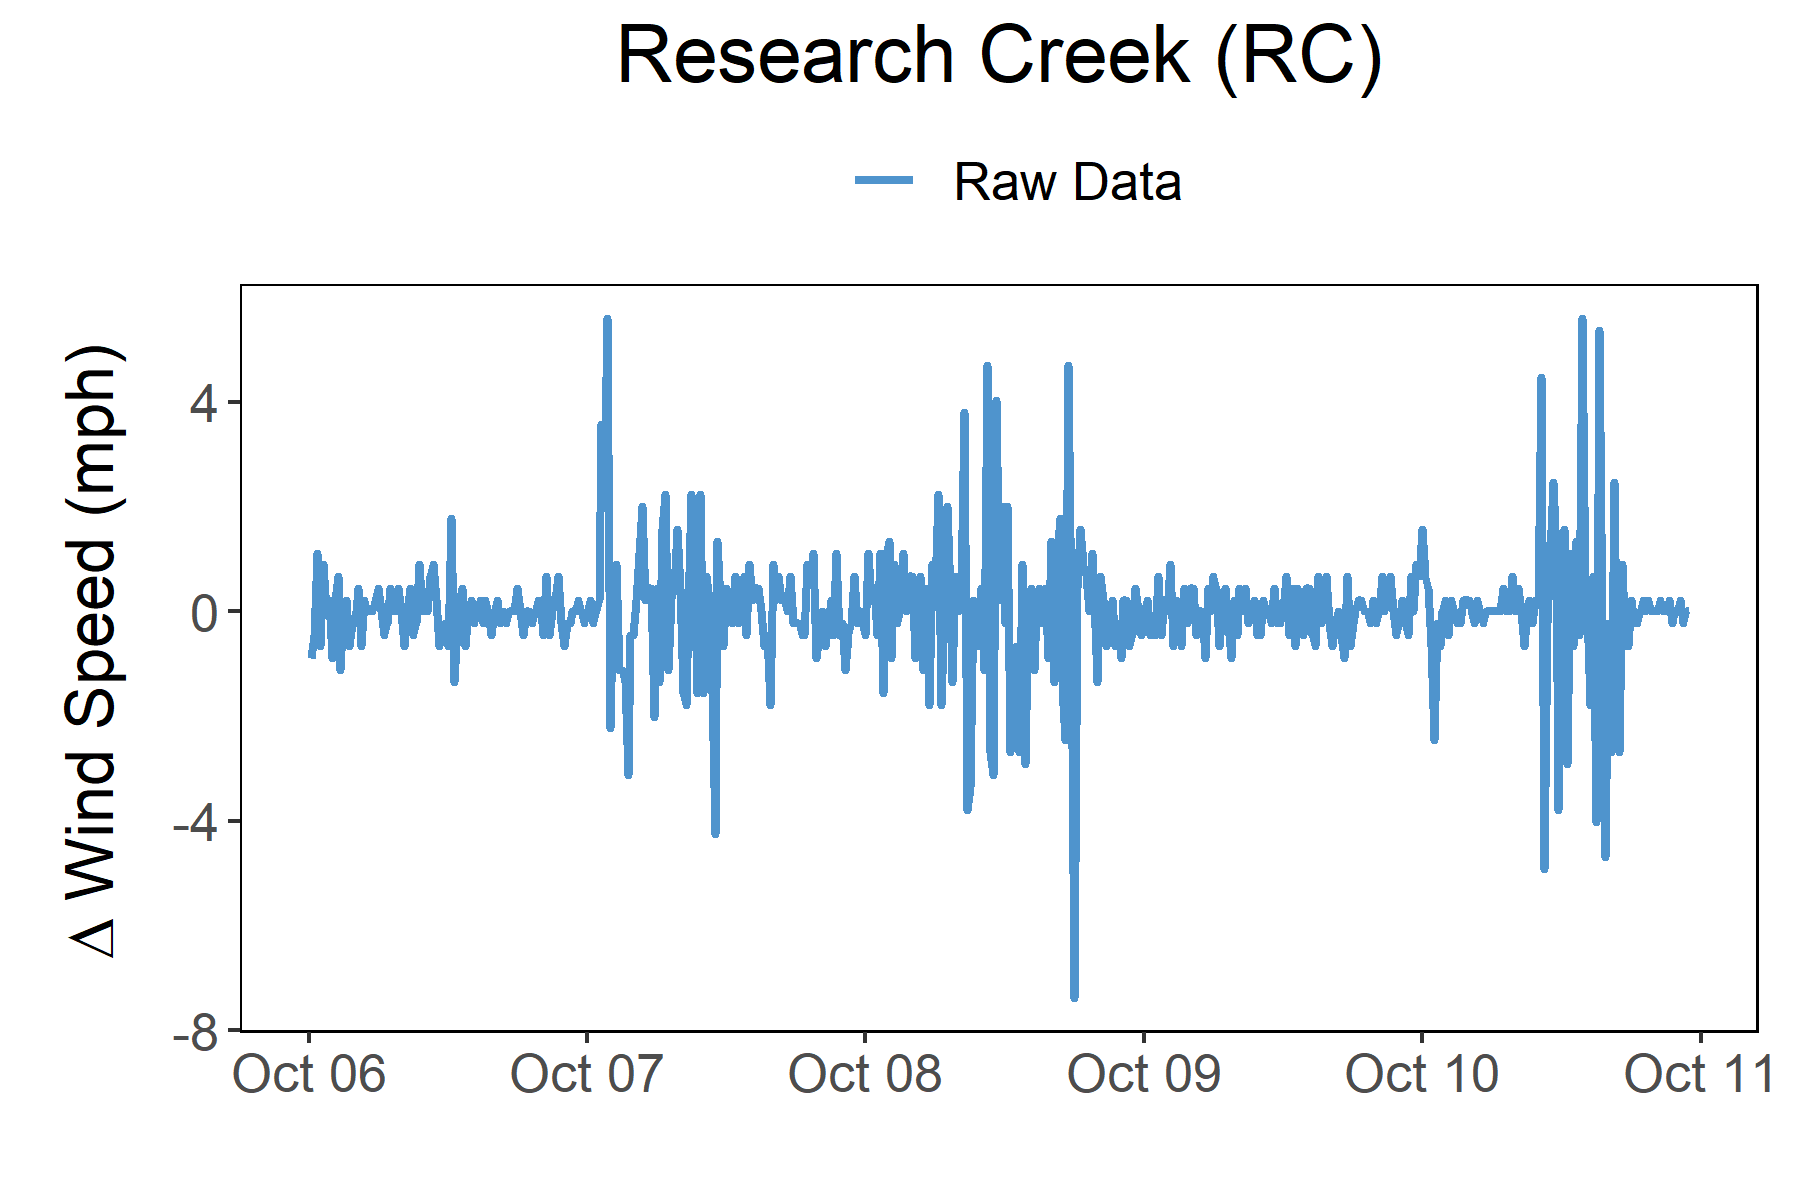 Research Creek (RC)
Raw Data
Δ Wind Speed (mph)
4
0
-4
-8
Oct 06
Oct 07
Oct 08
Oct 09
Oct 10
Oct 11